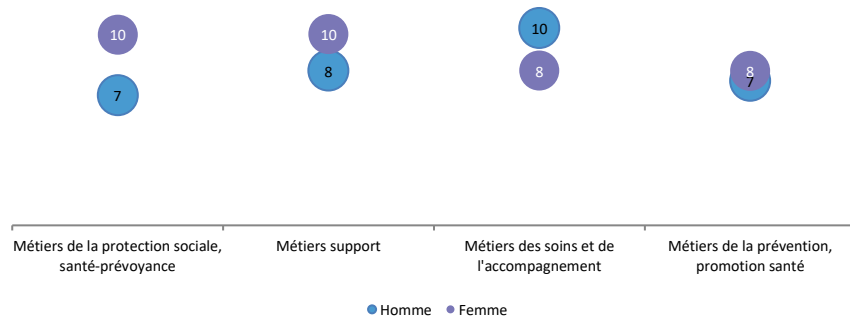 10 10 10 8
7 8 8 7
Métiers de la protection sociale,
santé-prévoyance
Métiers support
Métiers des soins et de
l'accompagnement
Métiers de la prévention,
promotion santé
Homme Femme